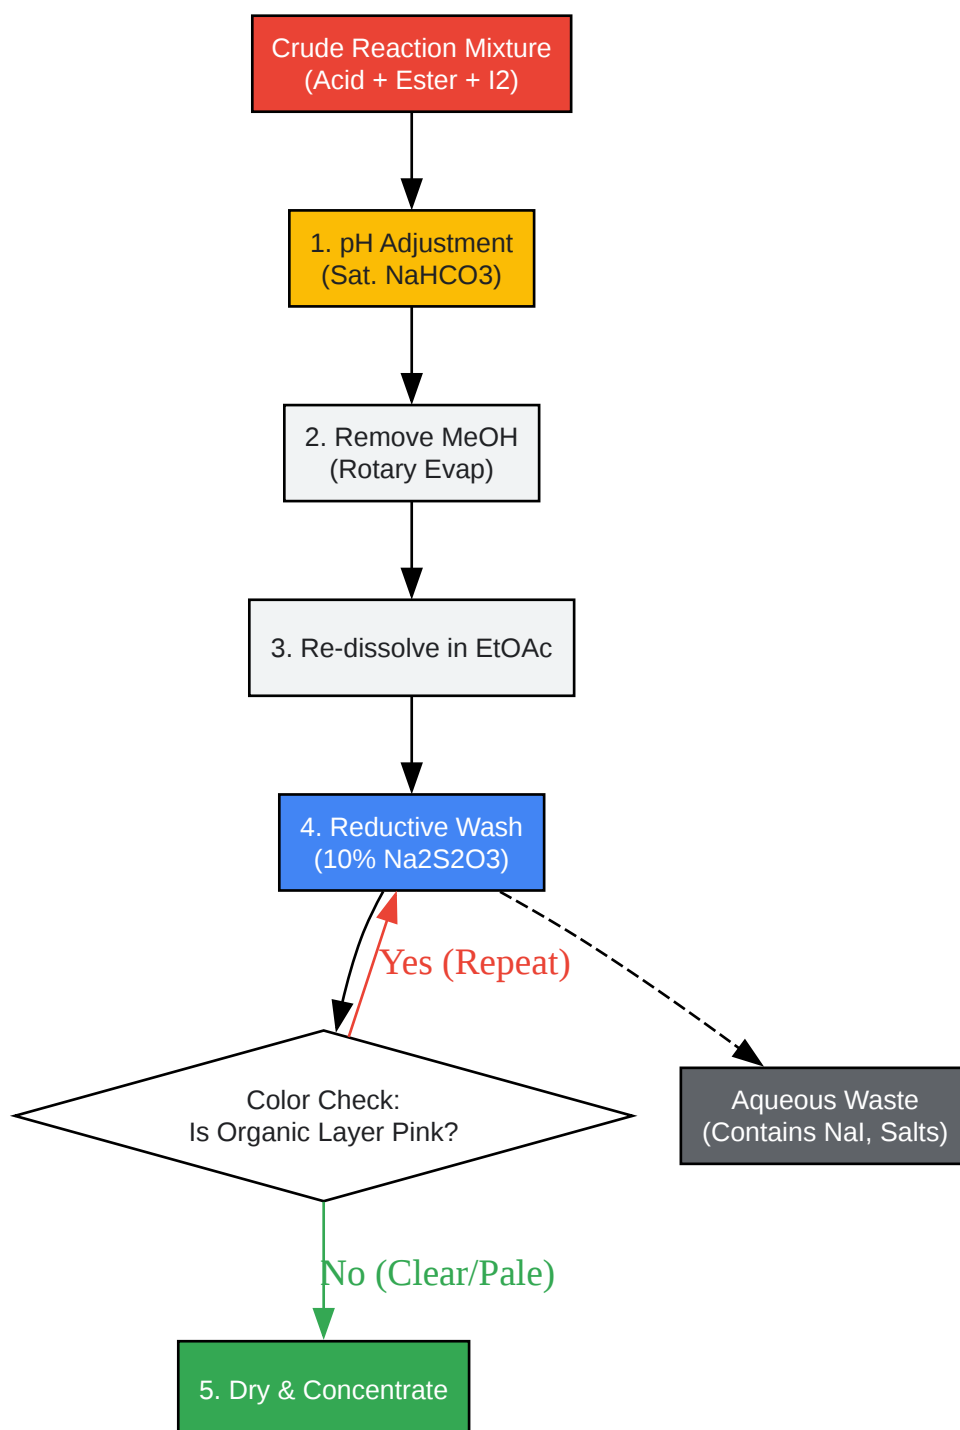 Crude Reaction Mixture
(Acid + Ester + I2)
1. pH Adjustment
(Sat. NaHCO3)
2. Remove MeOH
(Rotary Evap)
3. Re-dissolve in EtOAc
4. Reductive Wash
(10% Na2S2O3)
Yes (Repeat)
Color Check:
Is Organic Layer Pink?
Aqueous Waste
(Contains NaI, Salts)
No (Clear/Pale)
5. Dry & Concentrate